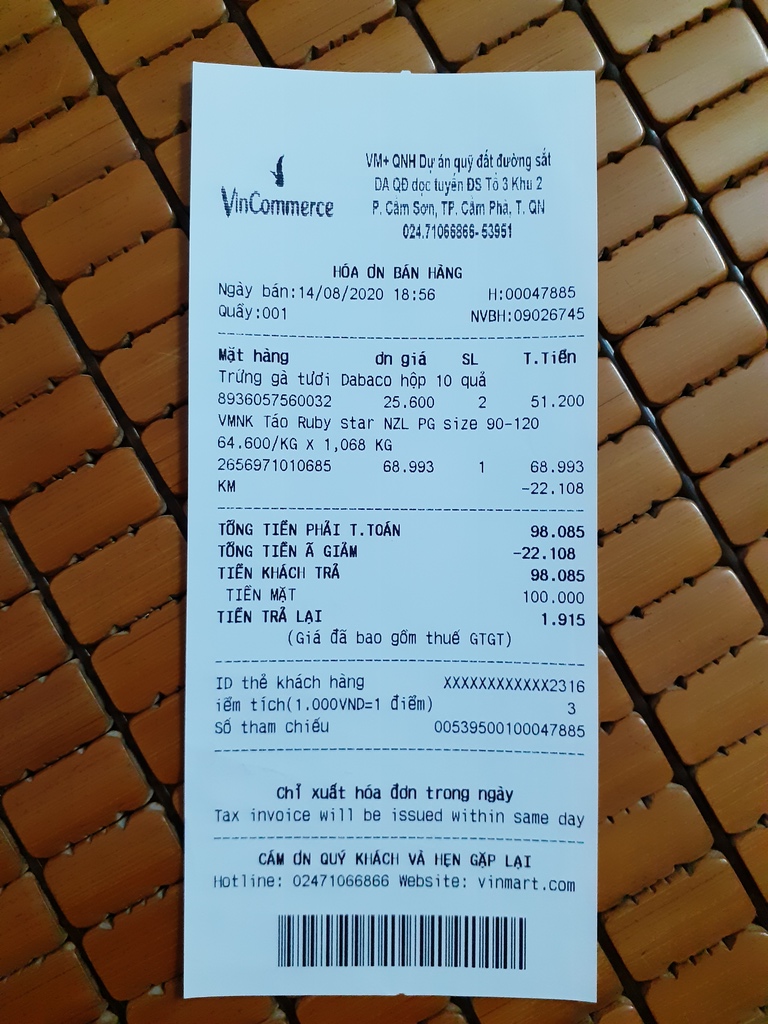 VinCommerce
VM+ QNH Dự án quỹ đất đường sắt
DA QĐ dọc tuyến ĐS Tổ 3 Khu 2
P. Cẩm Sơn, TP. Cẩm Phả, T. QN
024.71066866-53951
HÓA ƠN BÁN HÀNG
Ngày bán:14/08/2020 18:56 H:00047885
Quầy:001 NVBH:09026745
Mặt hàng ơn giá SL T.Tiền
Trứng gà tươi Dabaco hộp 10 quả
8936057560032 25.600 2 51.200
VMNK Táo Ruby star NZL PG size 90-120
64.600/KG X 1,068 KG
2656971010685 68.993 1 68.993
KM -22.108
TỔNG TIỀN PHẢI T.TOÁN 98.085
TỔNG TIỀN Ã GIẢM -22.108
TIỀN KHÁCH TRẢ 98.085
TIỀN MẶT 100.000
TIỀN TRẢ LẠI 1.915
(Giá đã bao gồm thuế GTGT)
ID thẻ khách hàng XXXXXXXXXXXX2316
iểm tích(1.000VND=1 điểm) 3
Số tham chiếu 00539500100047885
Chỉ xuất hóa đơn trong ngày
Tax invoice will be issued within same day
CÁM ƠN QUÝ KHÁCH VÀ HẸN GẶP LẠI
Hotline: 02471066866 Website: vinmart.com